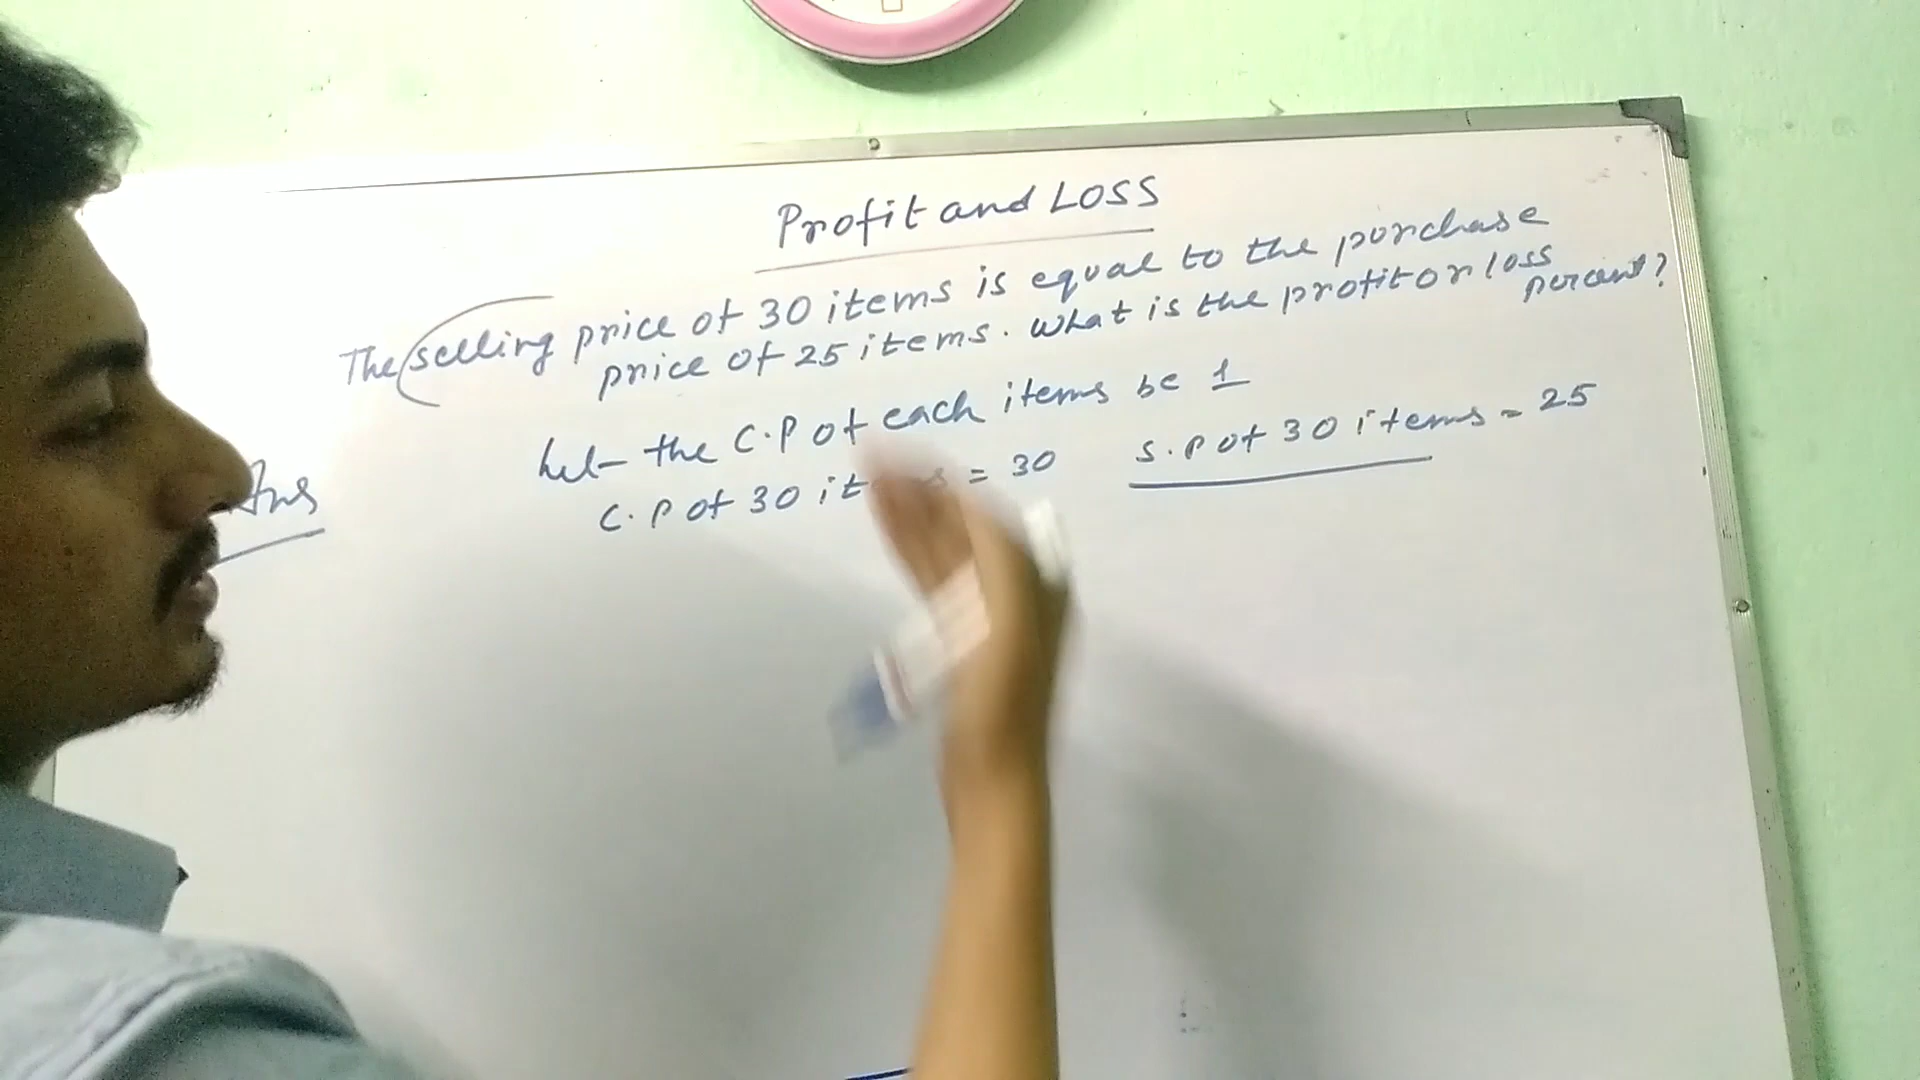 Profit and Loss
The selling price of 30 items is equal to the purchase
price of 25 items. What is the profit or loss
percent?
Ans
Let the C.P of each items be 1
C.P of 30 items = 30
S.P of 30 items = 25